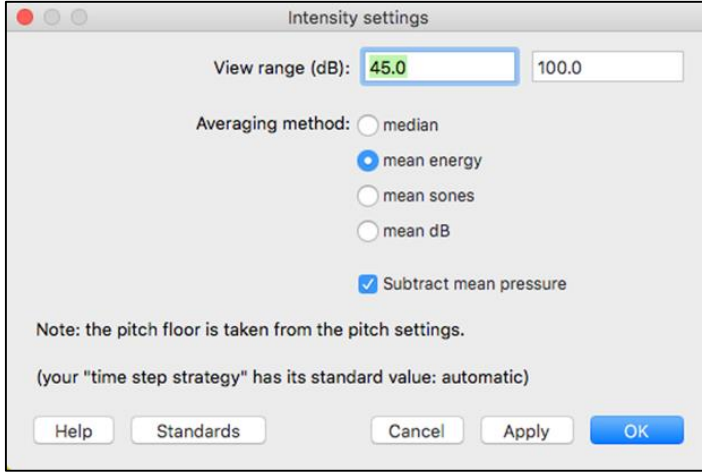 Intensity settings
View range (dB): 45.0 100.0
Averaging method: median
mean energy
mean sones
mean dB
Subtract mean pressure
Note: the pitch floor is taken from the pitch settings.
(your "time step strategy" has its standard value: automatic)
Help Standards Cancel Apply OK